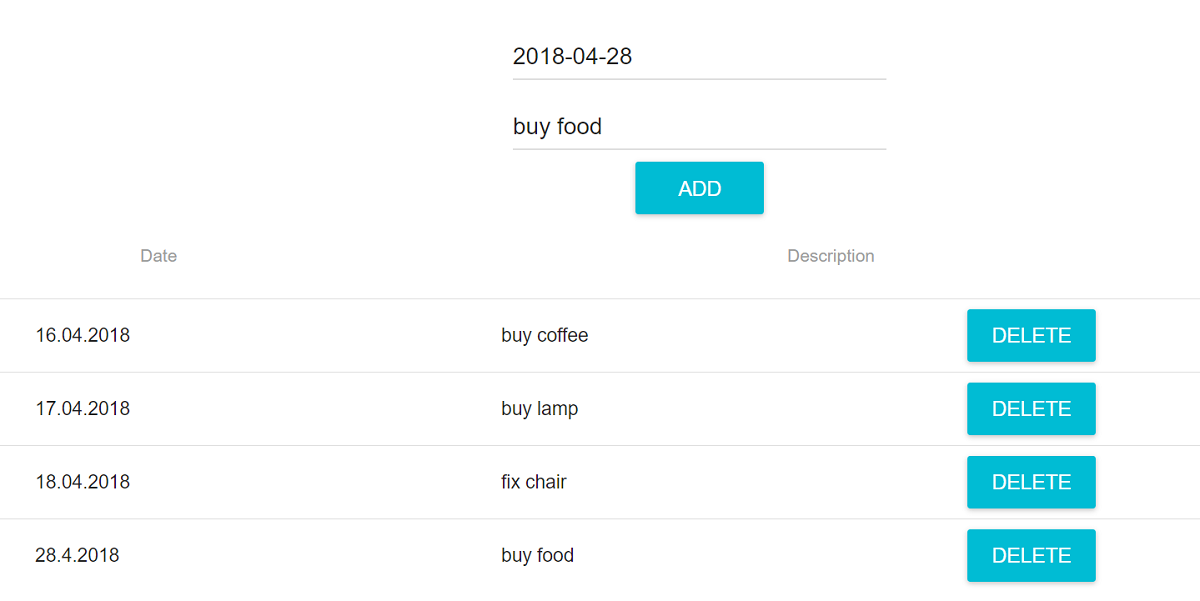 2018-04-28
buy food
ADD
Date Description
16.04.2018 buy coffee DELETE
17.04.2018 buy lamp DELETE
18.04.2018 fix chair DELETE
28.4.2018 buy food DELETE